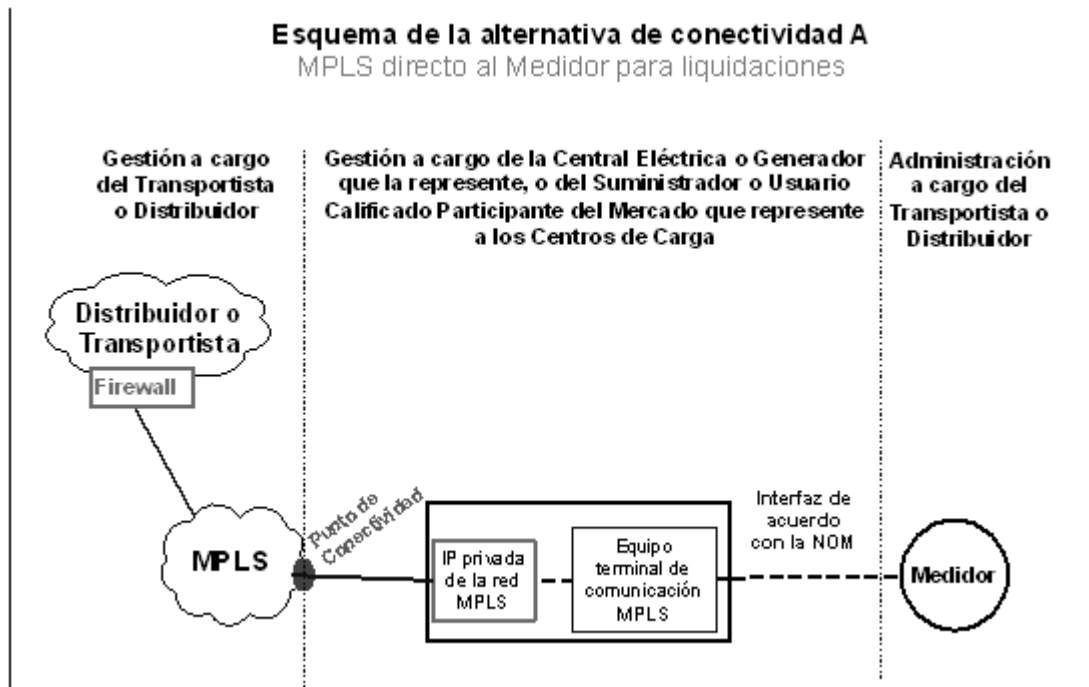 Esquema de la alternativa de conectividad A
MPLS directo al Medidor para liquidaciones
Gestión a cargo
del Transportista
o Distribuidor
Gestión a cargo de la Central Eléctrica o Generador
que la represente, o del Suministrador o Usuario
Calificado Participante del Mercado que represente
a los Centros de Carga
Administración
a cargo del
Transportista o
Distribuidor
Distribuidor o
Transportista
Firewall
MPLS
Punto de
Conectividad
IP privada
de la red
MPLS
Equipo
terminal de
comunicación
MPLS
Interfaz de
acuerdo
con la NOM
Medidor